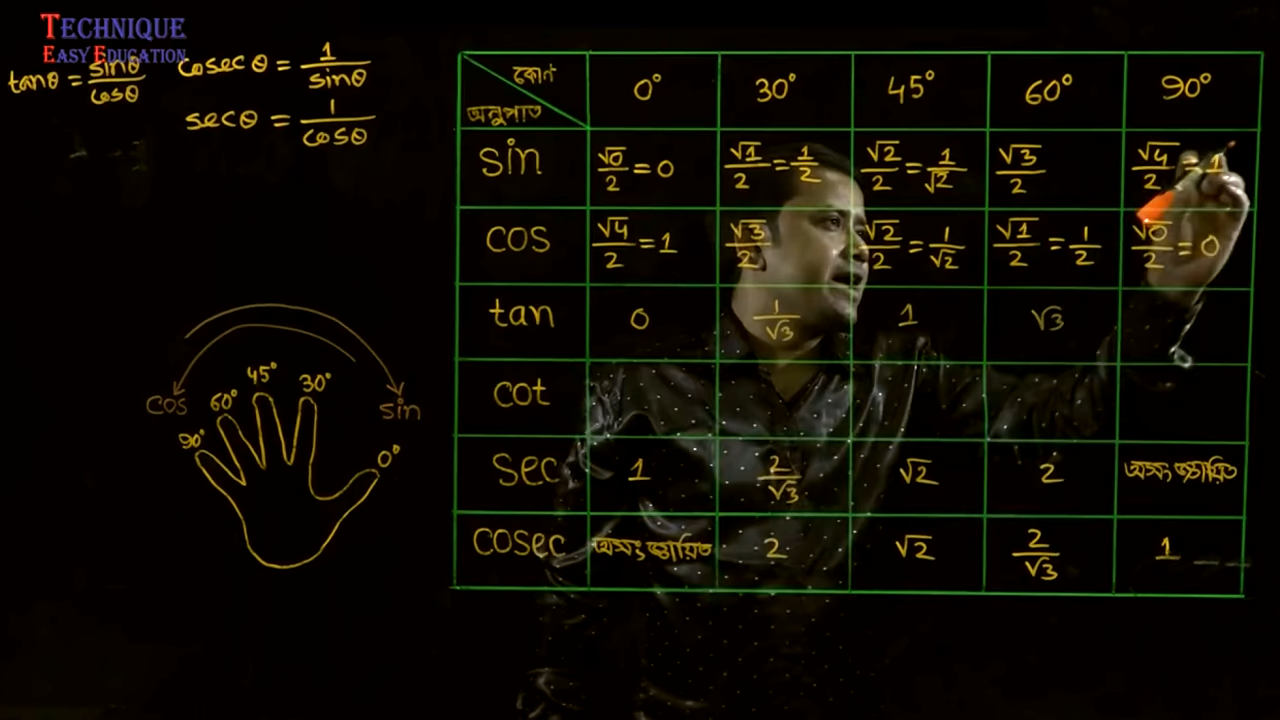 TECHNIQUE
EASY EDUCATION
tanθ = sinθ/cosθ
cosec θ = 1/sinθ
secθ = 1/cosθ
কোণ 0° 30° 45° 60° 90°
অনুপাত
sin √0/2 = 0 √1/2 = 1/2 √2/2 = 1/√2 √3/2 √4/2 = 1
cos √4/2 = 1 √3/2 √2/2 = 1/√2 √1/2 = 1/2 √0/2 = 0
tan 0 1/√3 1 √3
cot
sec 1 2/√3 √2 2 অসংজ্ঞায়িত
cosec অসংজ্ঞায়িত 2 √2 2/√3 1
cos sin
90° 60° 45° 30° 0°